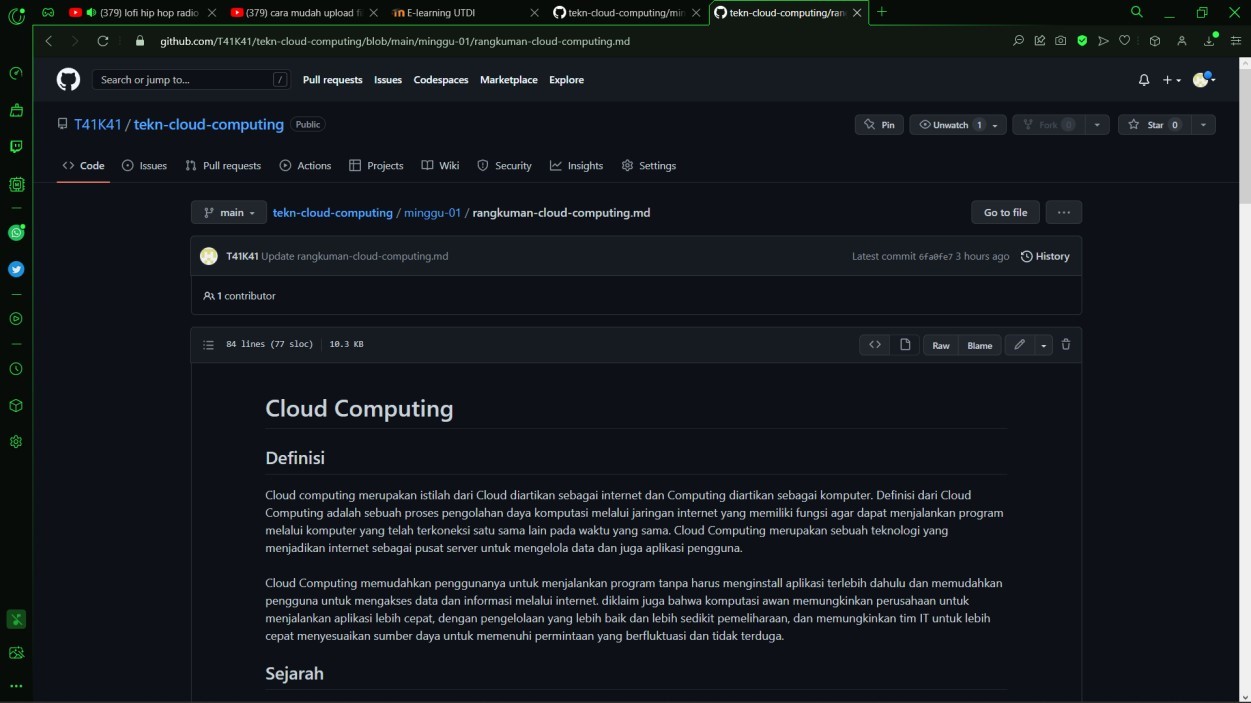 (379) lofi hip hop radio
(379) cara mudah upload f
E-learning UTDI
tekn-cloud-computing/min
tekn-cloud-computing/ran
github.com/T41K41/tekn-cloud-computing/blob/main/minggu-01/rangkuman-cloud-computing.md
Search or jump to...
/
Pull requests
Issues
Codespaces
Marketplace
Explore
T41K41 / tekn-cloud-computing
Public
Pin
Unwatch 1
Fork 0
Star 0
Code
Issues
Pull requests
Actions
Projects
Wiki
Security
Insights
Settings
main
tekn-cloud-computing / minggu-01 / rangkuman-cloud-computing.md
Go to file
T41K41 Update rangkuman-cloud-computing.md
Latest commit 6fa0fe7 3 hours ago
History
1 contributor
84 lines (77 sloc)
10.3 KB
Raw
Blame
Cloud Computing
Definisi
Cloud computing merupakan istilah dari Cloud diartikan sebagai internet dan Computing diartikan sebagai komputer. Definisi dari Cloud
Computing adalah sebuah proses pengolahan daya komputasi melalui jaringan internet yang memiliki fungsi agar dapat menjalankan program
melalui komputer yang telah terkoneksi satu sama lain pada waktu yang sama. Cloud Computing merupakan sebuah teknologi yang
menjadikan internet sebagai pusat server untuk mengelola data dan juga aplikasi pengguna.
Cloud Computing memudahkan penggunanya untuk menjalankan program tanpa harus menginstall aplikasi terlebih dahulu dan memudahkan
pengguna untuk mengakses data dan informasi melalui internet. diklaim juga bahwa komputasi awan memungkinkan perusahaan untuk
menjalankan aplikasi lebih cepat, dengan pengelolaan yang lebih baik dan lebih sedikit pemeliharaan, dan memungkinkan tim IT untuk lebih
cepat menyesuaikan sumber daya untuk memenuhi permintaan yang berfluktuasi dan tidak terduga.
Sejarah